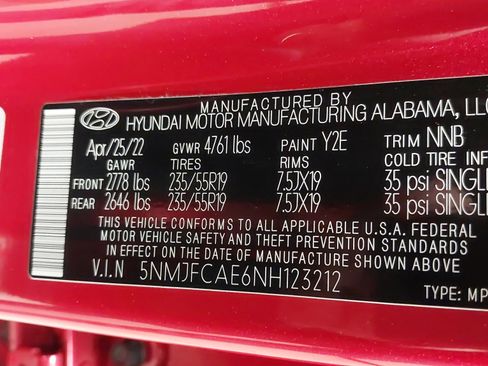 MANUFACTURED BY
HYUNDAI MOTOR MANUFACTURING ALABAMA, LLC
Apr/25/22 GVWR 4761 lbs PAINT Y2E TRIM NNB
GAWR TIRES RIMS COLD TIRE INF
FRONT 2778 lbs 235/55R19 7.5JX19 35 psi SINGL
REAR 2646 lbs 235/55R19 7.5JX19 35 psi SINGL
THIS VEHICLE CONFORMS TO ALL APPLICABLE U.S.A. FEDERAL
MOTOR VEHICLE SAFETY AND THEFT PREVENTION STANDARDS
IN EFFECT ON THE DATE OF MANUFACTURE SHOWN ABOVE
V.I.N 5NMJFCAE6NH123212
TYPE: MP